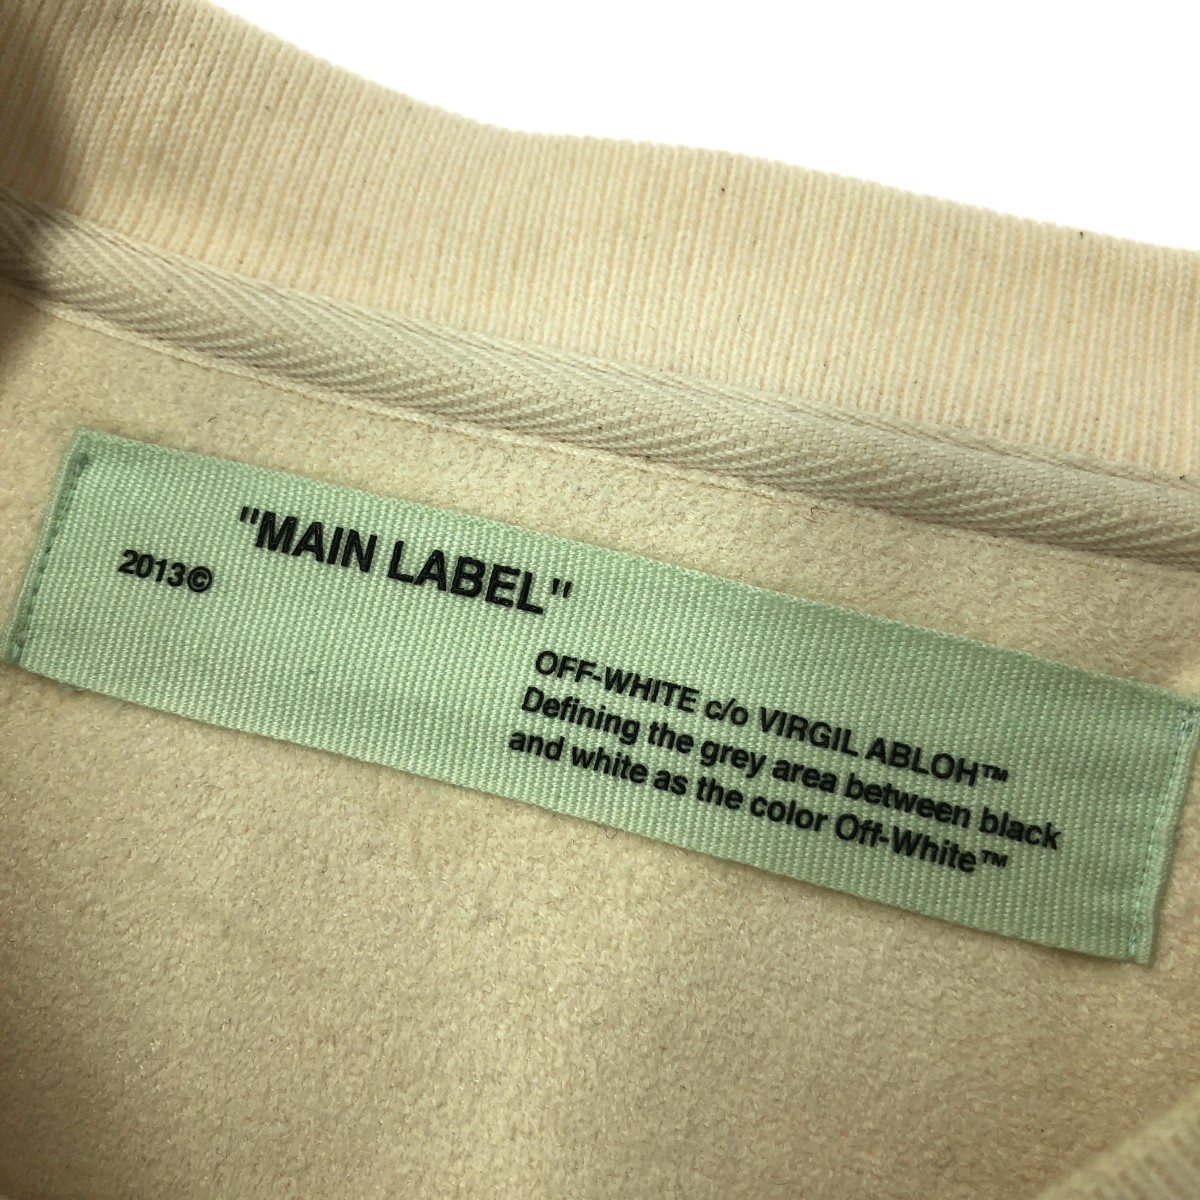 "MAIN LABEL"
2013©
OFF-WHITE c/o VIRGIL ABLOH™
Defining the grey area between black
and white as the color Off-White™